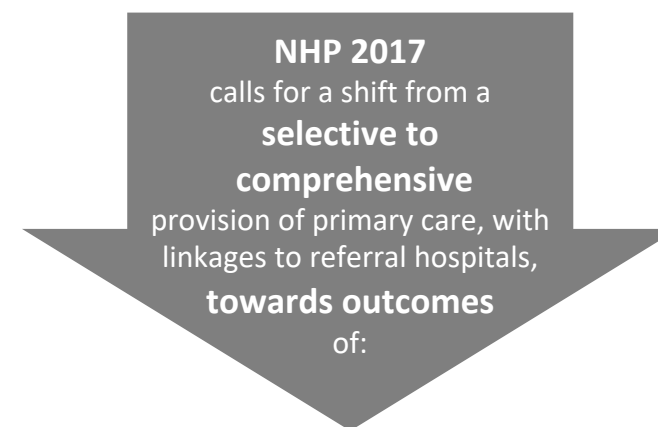 NHP 2017
calls for a shift from a
selective to
comprehensive
provision of primary care, with
linkages to referral hospitals,
towards outcomes
of: